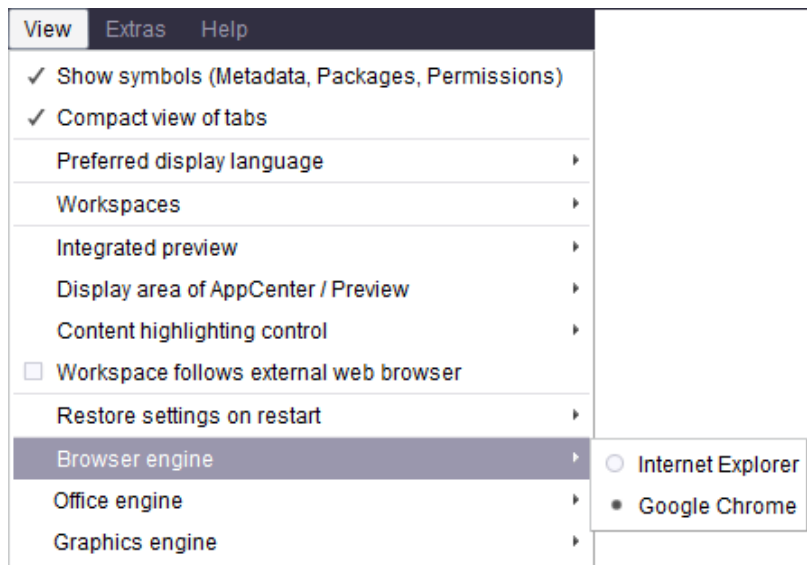 View Extras Help
Show symbols (Metadata, Packages, Permissions)
Compact view of tabs
Preferred display language
Workspaces
Integrated preview
Display area of AppCenter / Preview
Content highlighting control
Workspace follows external web browser
Restore settings on restart
Browser engine
Internet Explorer
Google Chrome
Office engine
Graphics engine